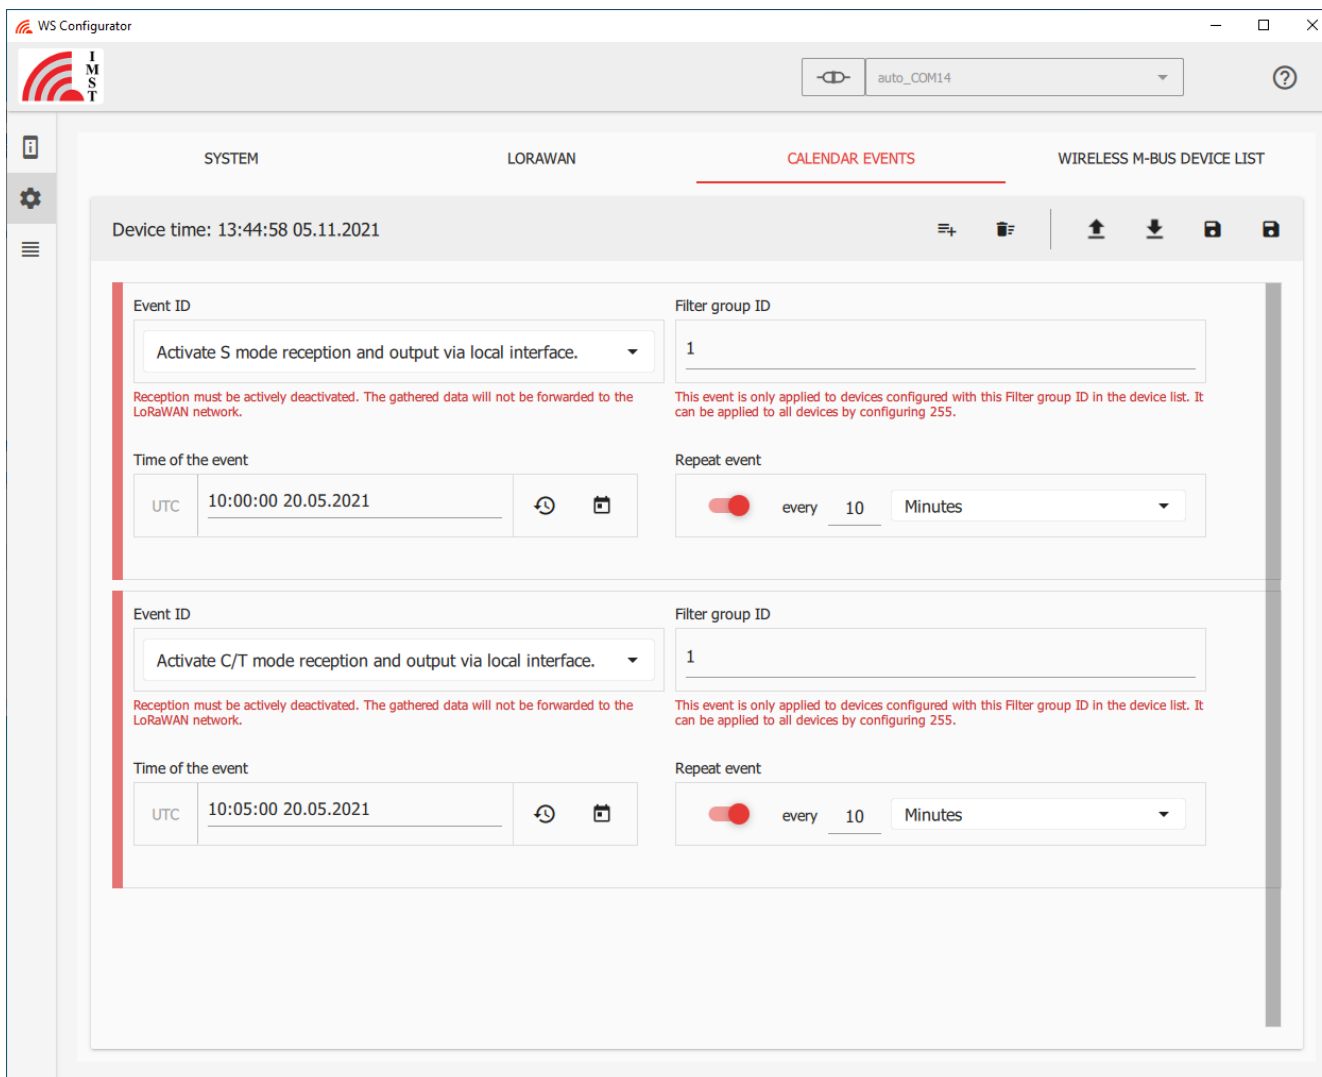 WS Configurator
I
M
S
T
auto_COM14
SYSTEM LORAWAN CALENDAR EVENTS WIRELESS M-BUS DEVICE LIST
Device time: 13:44:58 05.11.2021
Event ID
Filter group ID
Activate S mode reception and output via local interface.
1
Reception must be actively deactivated. The gathered data will not be forwarded to the
LoRaWAN network.
This event is only applied to devices configured with this Filter group ID in the device list. It
can be applied to all devices by configuring 255.
Time of the event
Repeat event
UTC 10:00:00 20.05.2021
every 10 Minutes
Event ID
Filter group ID
Activate C/T mode reception and output via local interface.
1
Reception must be actively deactivated. The gathered data will not be forwarded to the
LoRaWAN network.
This event is only applied to devices configured with this Filter group ID in the device list. It
can be applied to all devices by configuring 255.
Time of the event
Repeat event
UTC 10:05:00 20.05.2021
every 10 Minutes